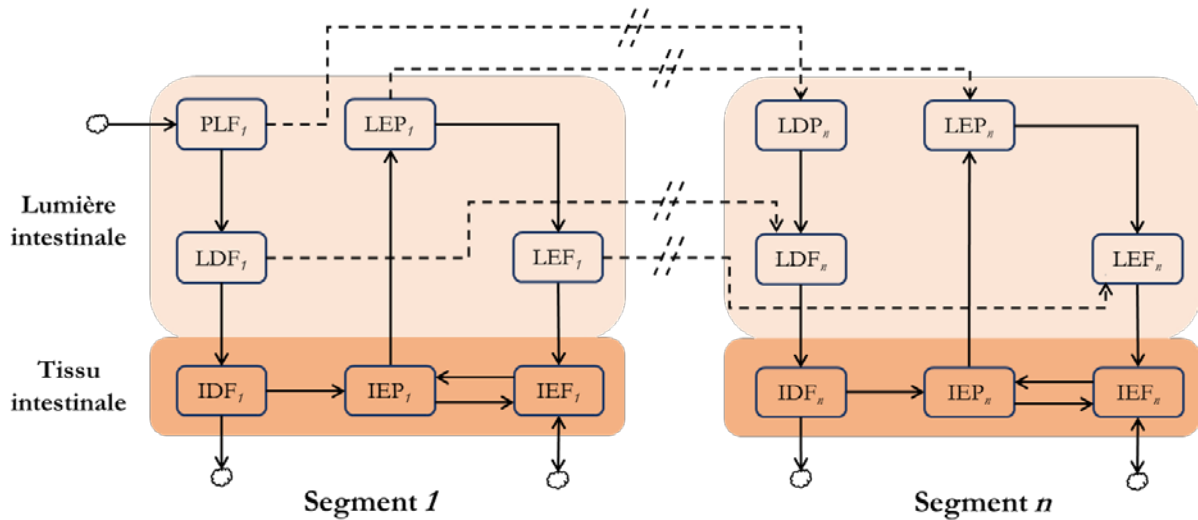 PLF1
LEP1
LDPn
LEPn
Lumière
intestinale
LDF1
LEF1
LDFn
LEFn
Tissu
intestinale
IDF1
IEP1
IEF1
IDFn
IEPn
IEFn
Segment 1
Segment n